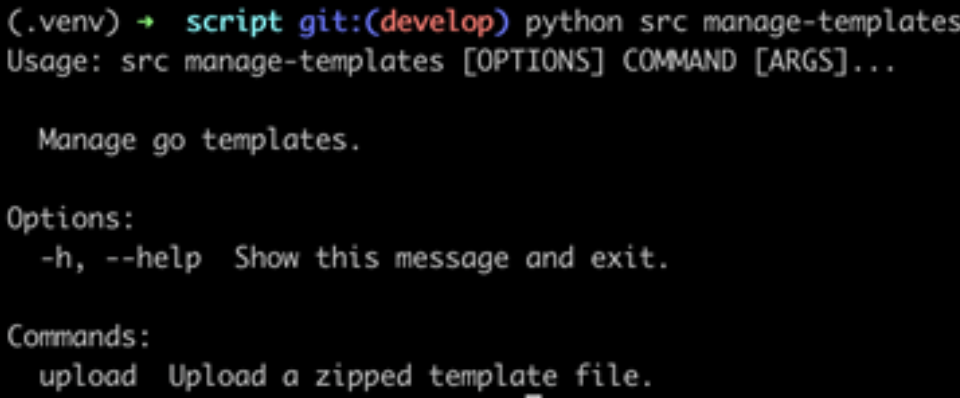 (.venv) ➜ script git:(develop) python src manage-templates
Usage: src manage-templates [OPTIONS] COMMAND [ARGS]...
Manage go templates.
Options:
-h, --help Show this message and exit.
Commands:
upload Upload a zipped template file.